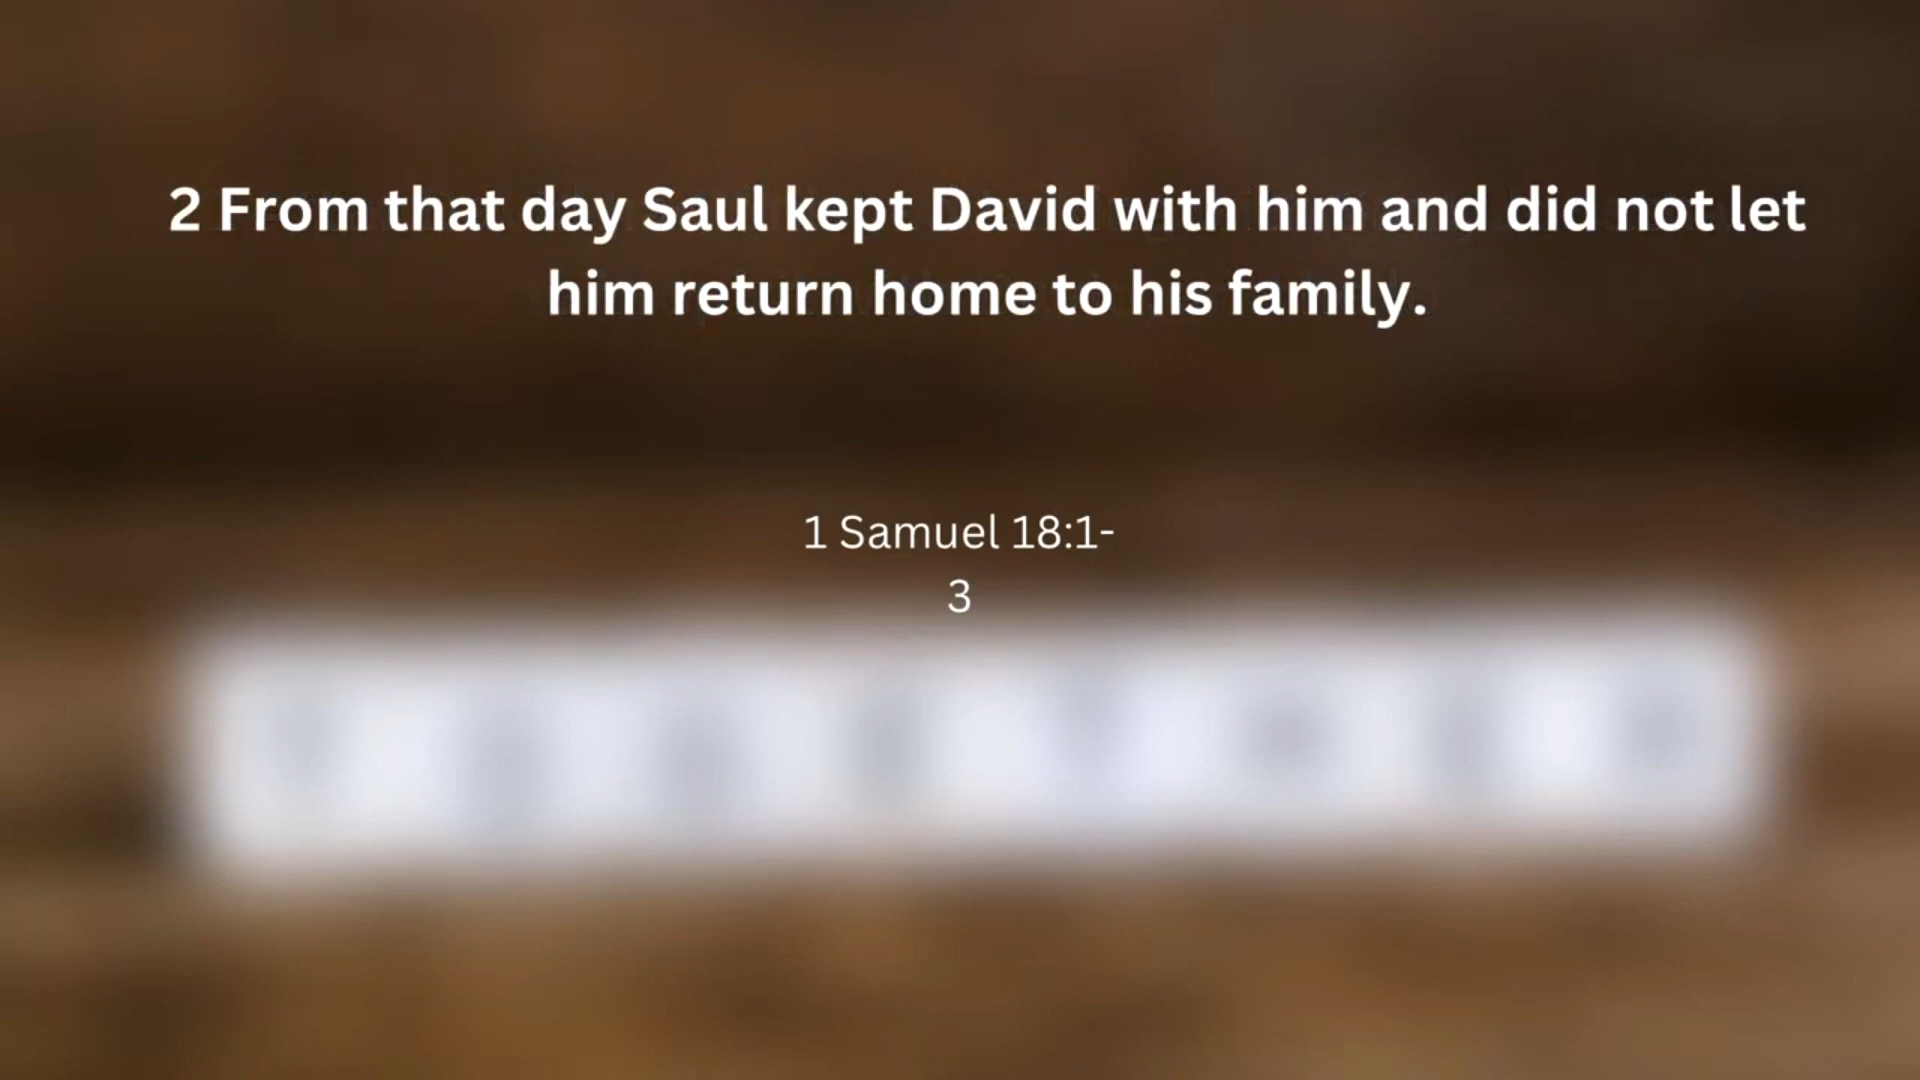 2 From that day Saul kept David with him and did not let
him return home to his family.
1 Samuel 18:1-
3